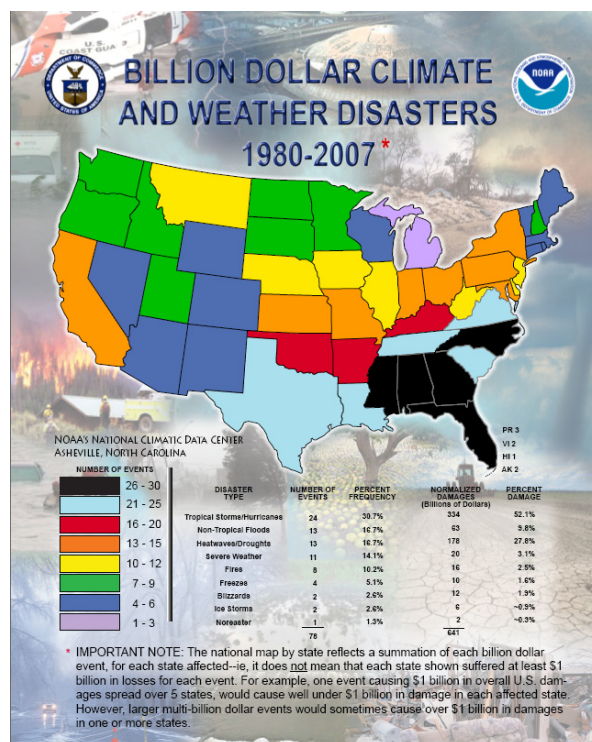 U.S.
COAST GUA
DEPARTMENT OF COMMERCE
UNITED STATES OF AMERICA
NOAA
BILLION DOLLAR CLIMATE
AND WEATHER DISASTERS
1980-2007*
PR 3
VI 2
HI 1
AK 2
NOAA's National Climatic Data Center
Asheville, North Carolina
NUMBER OF EVENTS
26 - 30
21 - 25
16 - 20
13 - 15
10 - 12
7 - 9
4 - 6
1 - 3
DISASTER TYPE NUMBER OF EVENTS PERCENT FREQUENCY NORMALIZED DAMAGES (Billions of Dollars) PERCENT DAMAGE
Tropical Storms/Hurricanes 24 30.7% 334 52.1%
Non-Tropical Floods 13 16.7% 63 9.8%
Heatwaves/Droughts 13 16.7% 178 27.8%
Severe Weather 11 14.1% 20 3.1%
Fires 8 10.2% 16 2.5%
Freezes 4 5.1% 10 1.6%
Blizzards 2 2.6% 12 1.9%
Ice Storms 2 2.6% 6 ~0.9%
Noreaster 1 1.3% 2 ~0.3%
78 641
* IMPORTANT NOTE: The national map by state reflects a summation of each billion dollar
event, for each state affected--ie, it does not mean that each state shown suffered at least $1
billion in losses for each event. For example, one event causing $1 billion in overall U.S. dam-
ages spread over 5 states, would cause well under $1 billion in damage in each affected state.
However, larger multi-billion dollar events would sometimes cause over $1 billion in damages
in one or more states.